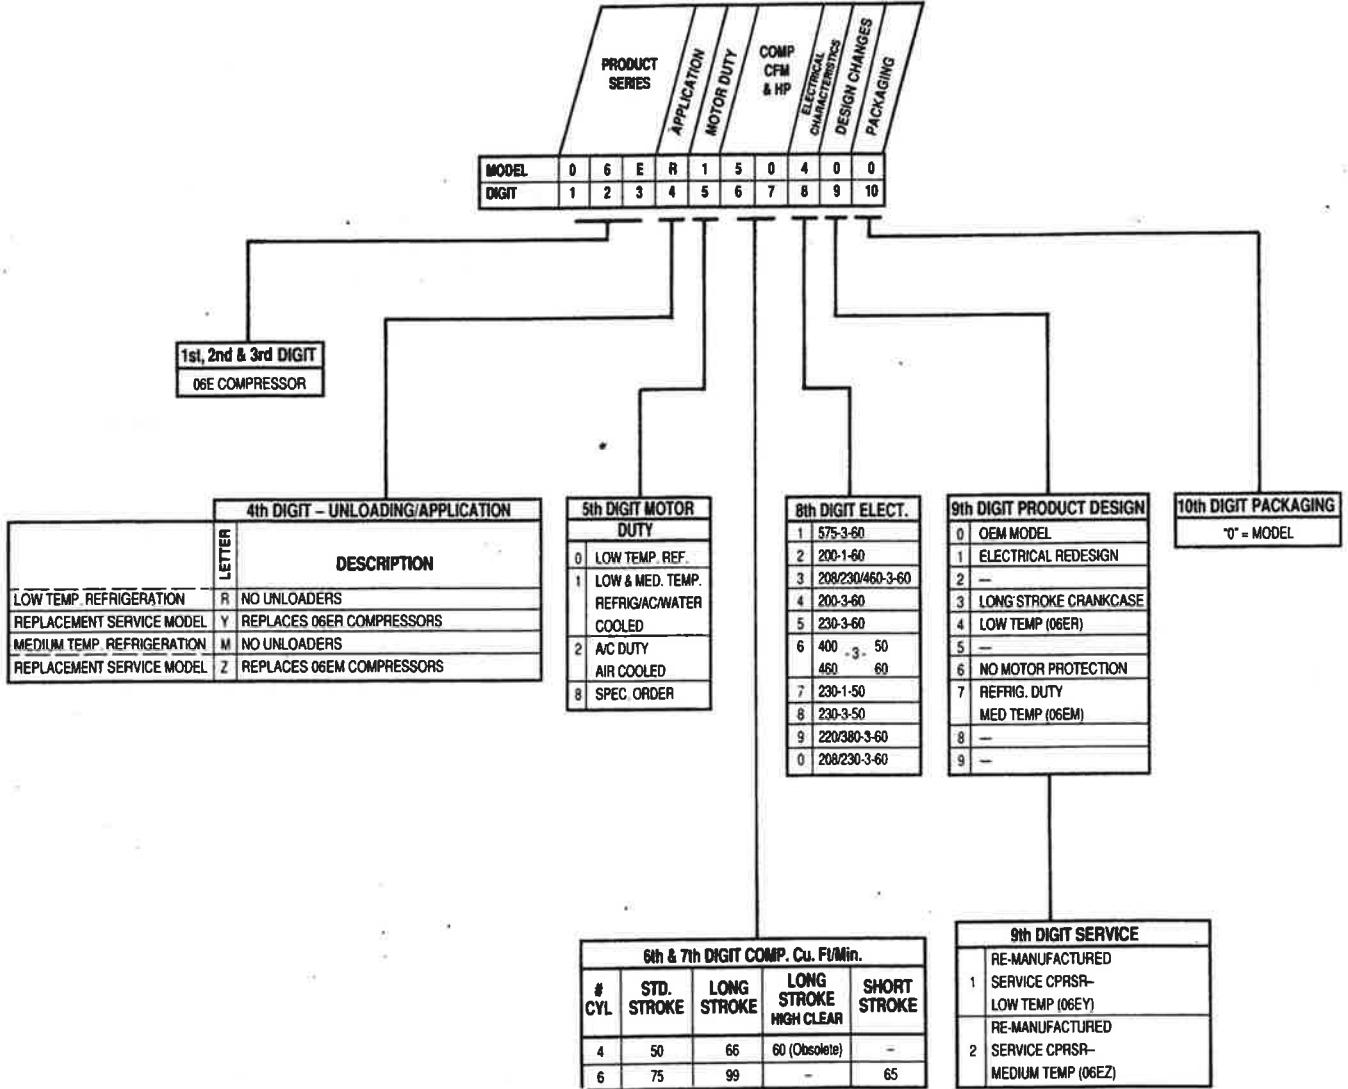 PRODUCT SERIES
APPLICATION
MOTOR DUTY
COMP CFM & HP
ELECTRICAL CHARACTERISTICS
DESIGN CHANGES
PACKAGING
MODEL 0 6 E R 1 5 0 4 0 0
DIGIT 1 2 3 4 5 6 7 8 9 10
1st, 2nd & 3rd DIGIT
06E COMPRESSOR
4th DIGIT – UNLOADING/APPLICATION
LETTER DESCRIPTION
LOW TEMP. REFRIGERATION R NO UNLOADERS
REPLACEMENT SERVICE MODEL Y REPLACES 06ER COMPRESSORS
MEDIUM TEMP. REFRIGERATION M NO UNLOADERS
REPLACEMENT SERVICE MODEL Z REPLACES 06EM COMPRESSORS
5th DIGIT MOTOR
DUTY
0 LOW TEMP. REF.
1 LOW & MED. TEMP.
REFRIG/AC/WATER
COOLED
2 A/C DUTY
AIR COOLED
8 SPEC. ORDER
8th DIGIT ELECT.
1 575-3-60
2 200-1-60
3 208/230/460-3-60
4 200-3-60
5 230-3-60
6 400 -3- 50
460 60
7 230-1-50
8 230-3-50
9 220/380-3-60
0 208/230-3-60
9th DIGIT PRODUCT DESIGN
0 OEM MODEL
1 ELECTRICAL REDESIGN
2 —
3 LONG STROKE CRANKCASE
4 LOW TEMP (06ER)
5 —
6 NO MOTOR PROTECTION
7 REFRIG. DUTY
MED TEMP (06EM)
8 —
9 —
10th DIGIT PACKAGING
"0" = MODEL
6th & 7th DIGIT COMP. Cu. Ft/Min.
# CYL STD. STROKE LONG STROKE LONG STROKE HIGH CLEAR SHORT STROKE
4 50 66 60 (Obsolete) –
6 75 99 – 65
9th DIGIT SERVICE
RE-MANUFACTURED
1 SERVICE CPRSR–
LOW TEMP (06EY)
RE-MANUFACTURED
2 SERVICE CPRSR–
MEDIUM TEMP (06EZ)